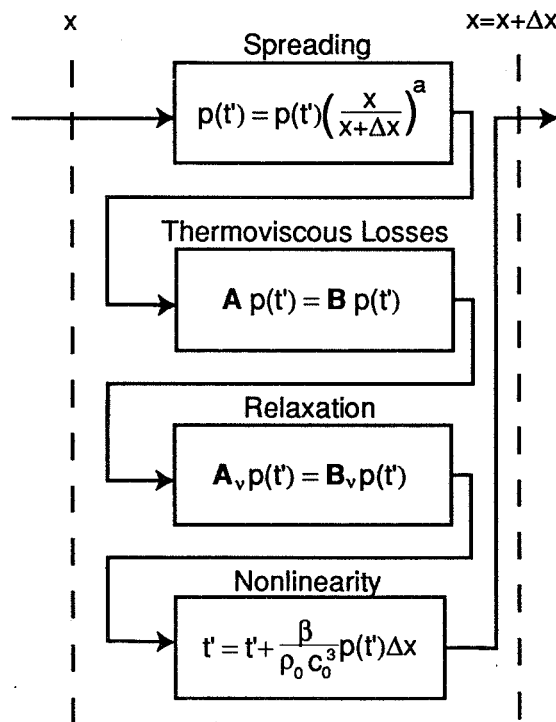 x
x=x+Δx
Spreading
p(t') = p(t')(x/(x+Δx))^a
Thermoviscous Losses
A p(t') = B p(t')
Relaxation
A_ν p(t') = B_ν p(t')
Nonlinearity
t' = t' + β/(ρ_0 c_0^3) p(t')Δx